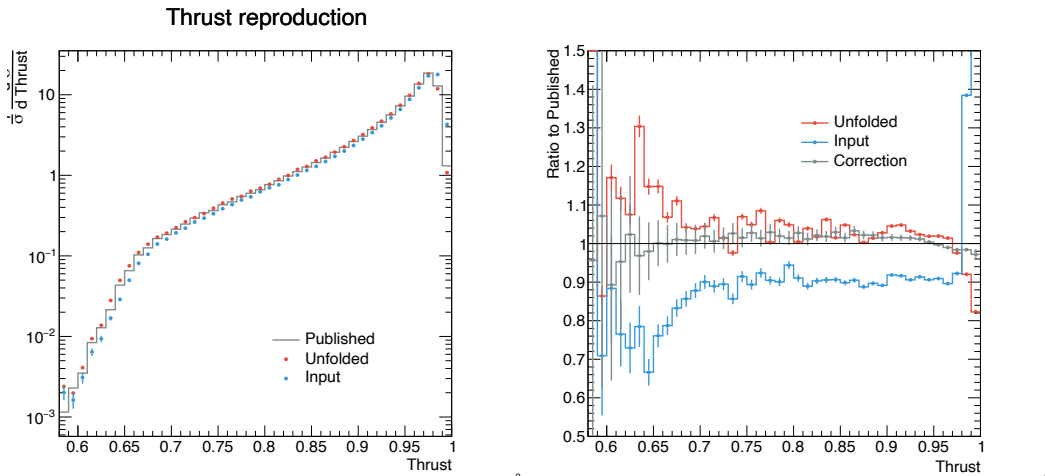 Thrust reproduction
σ
d Thrust
10
1
10−1
10−2
10−3
Published
Unfolded
Input
0.6 0.65 0.7 0.75 0.8 0.85 0.9 0.95 1
Thrust
Ratio to Published
1.5
1.4
1.3
1.2
1.1
1
0.9
0.8
0.7
0.6
0.5
Unfolded
Input
Correction
0.6 0.65 0.7 0.75 0.8 0.85 0.9 0.95 1
Thrust